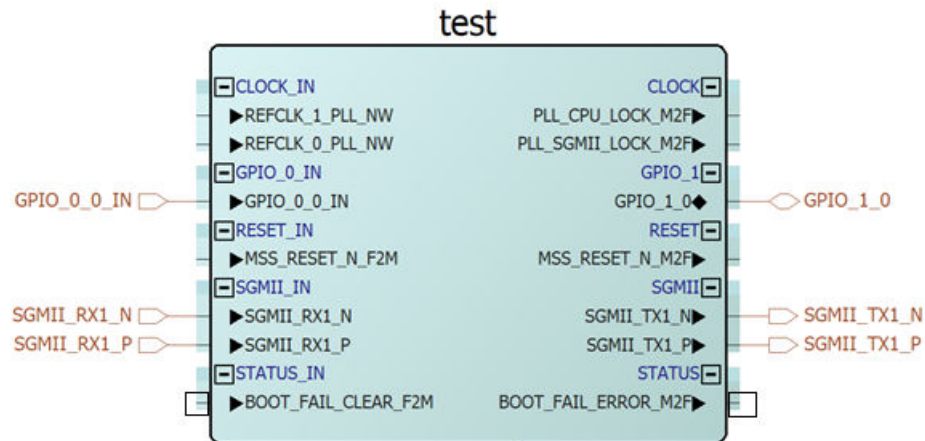 test
CLOCK_IN CLOCK
REFCLK_1_PLL_NW PLL_CPU_LOCK_M2F
REFCLK_0_PLL_NW PLL_SGMII_LOCK_M2F
GPIO_0_IN GPIO_1
GPIO_0_0_IN GPIO_0_0_IN GPIO_1_0 GPIO_1_0
RESET_IN RESET
MSS_RESET_N_F2M MSS_RESET_N_M2F
SGMII_IN SGMII
SGMII_RX1_N SGMII_RX1_N SGMII_TX1_N SGMII_TX1_N
SGMII_RX1_P SGMII_RX1_P SGMII_TX1_P SGMII_TX1_P
STATUS_IN STATUS
BOOT_FAIL_CLEAR_F2M BOOT_FAIL_ERROR_M2F